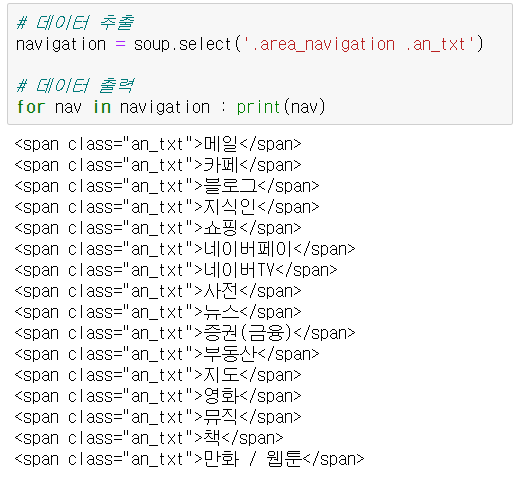 # 데이터 추출
navigation = soup.select('.area_navigation .an_txt')
# 데이터 출력
for nav in navigation : print(nav)
<span class="an_txt">메일</span>
<span class="an_txt">카페</span>
<span class="an_txt">블로그</span>
<span class="an_txt">지식인</span>
<span class="an_txt">쇼핑</span>
<span class="an_txt">네이버페이</span>
<span class="an_txt">네이버TV</span>
<span class="an_txt">사전</span>
<span class="an_txt">뉴스</span>
<span class="an_txt">증권(금융)</span>
<span class="an_txt">부동산</span>
<span class="an_txt">지도</span>
<span class="an_txt">영화</span>
<span class="an_txt">뮤직</span>
<span class="an_txt">책</span>
<span class="an_txt">만화 / 웹툰</span>